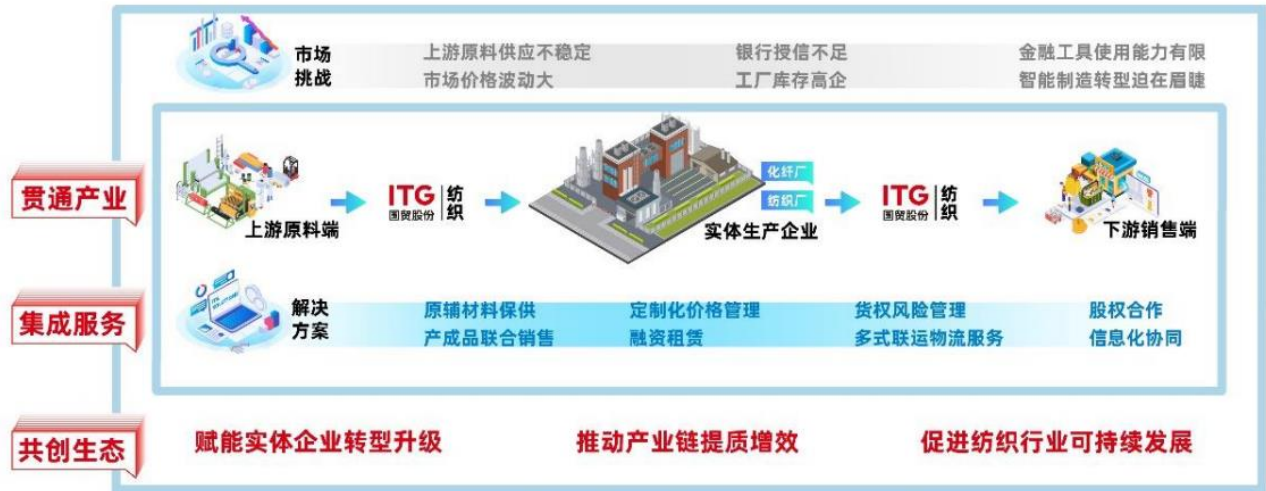 市场
挑战
上游原料供应不稳定 银行授信不足 金融工具使用能力有限
市场价格波动大 工厂库存高企 智能制造转型迫在眉睫
贯通产业
上游原料端
ITG 纺织
国贸股份
化纤厂
纺织厂
实体生产企业
ITG 纺织
国贸股份
下游销售端
集成服务
解决
方案
原辅材料保供 定制化价格管理 货权风险管理 股权合作
产成品联合销售 融资租赁 多式联运物流服务 信息化协同
共创生态
赋能实体企业转型升级 推动产业链提质增效 促进纺织行业可持续发展